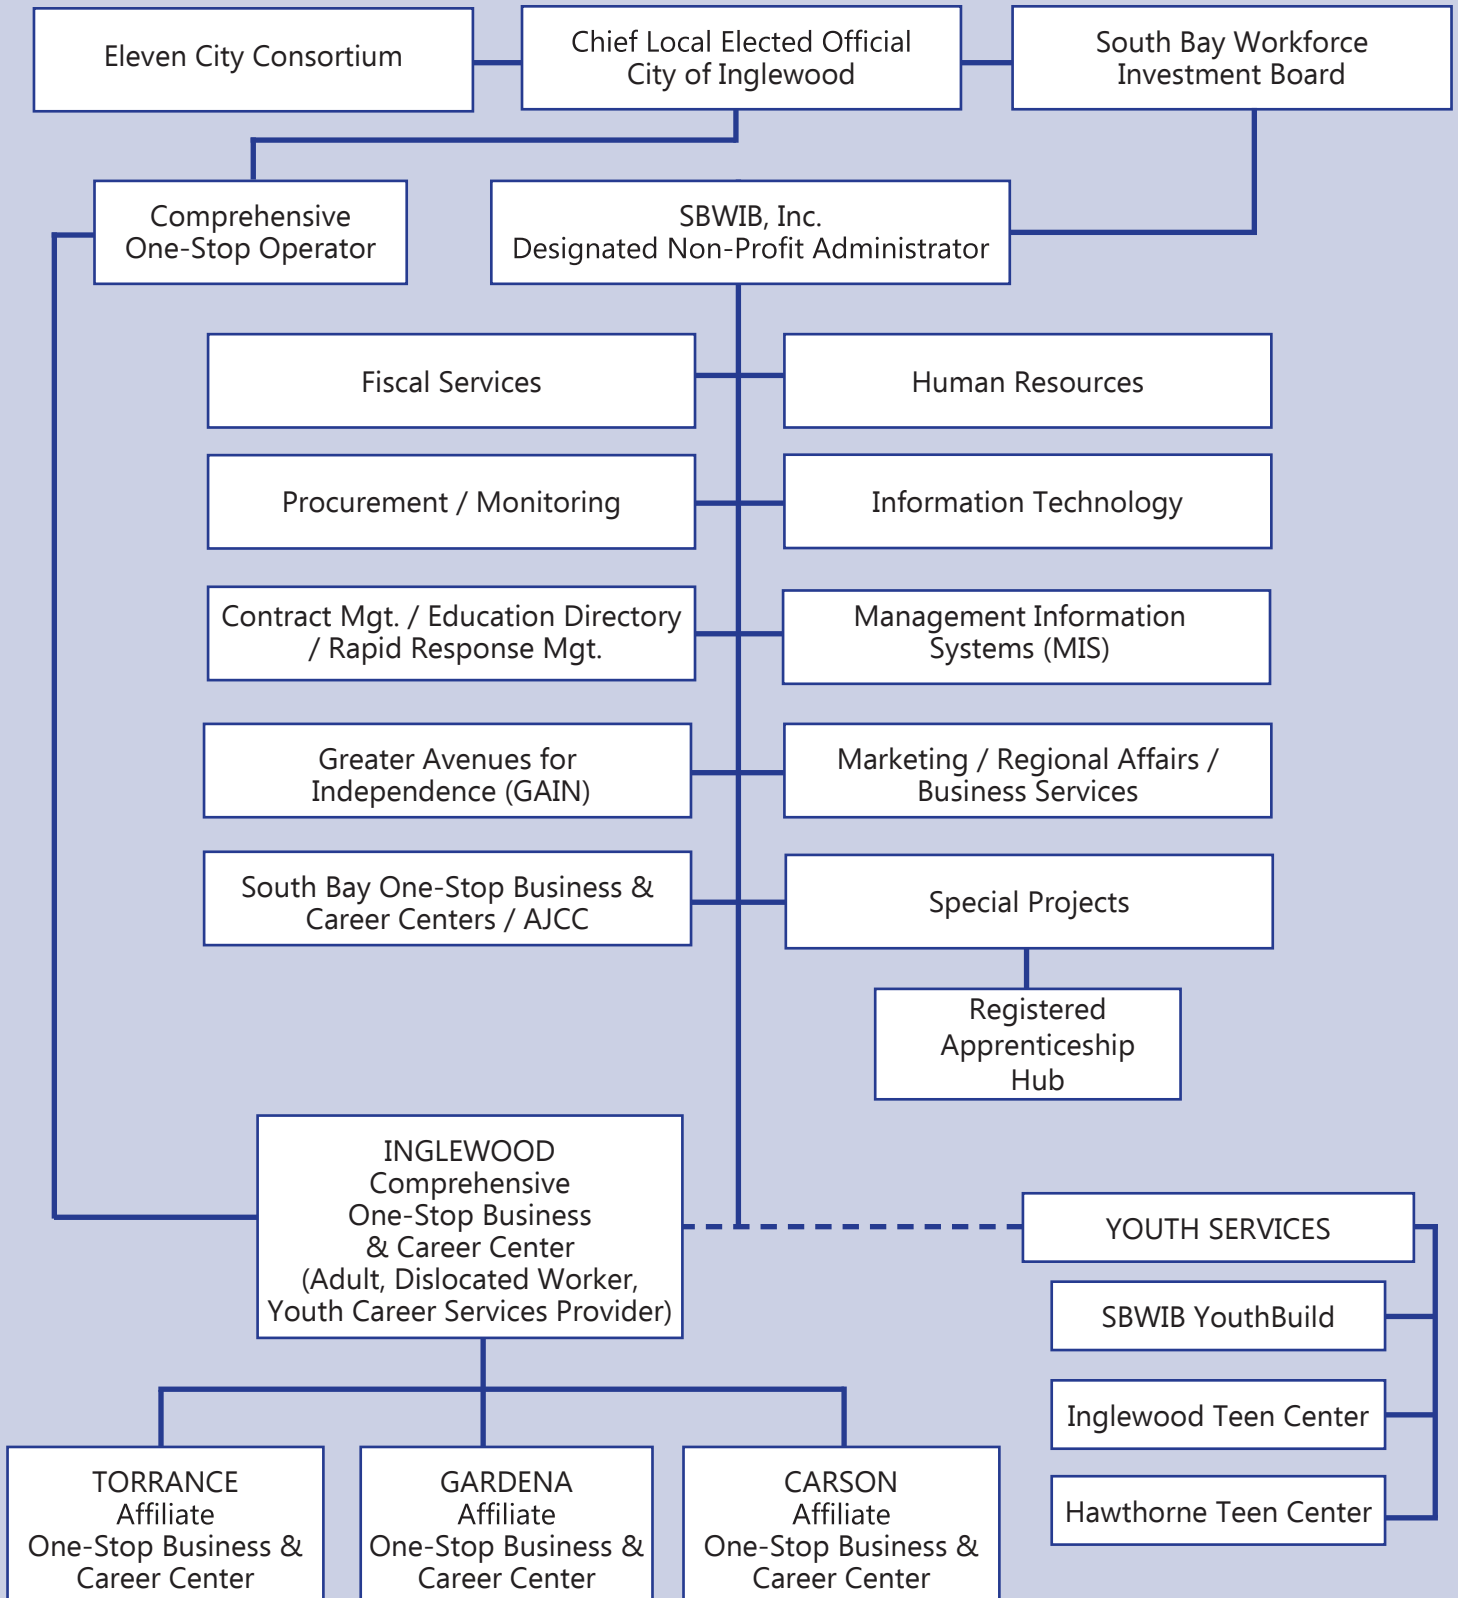 Eleven City Consortium
Chief Local Elected Official
City of Inglewood
South Bay Workforce
Investment Board
Comprehensive
One-Stop Operator
SBWIB, Inc.
Designated Non-Profit Administrator
Fiscal Services
Human Resources
Procurement / Monitoring
Information Technology
Contract Mgt. / Education Directory
/ Rapid Response Mgt.
Management Information
Systems (MIS)
Greater Avenues for
Independence (GAIN)
Marketing / Regional Affairs /
Business Services
South Bay One-Stop Business &
Career Centers / AJCC
Special Projects
Registered
Apprenticeship
Hub
INGLEWOOD
Comprehensive
One-Stop Business
& Career Center
(Adult, Dislocated Worker,
Youth Career Services Provider)
YOUTH SERVICES
SBWIB YouthBuild
Inglewood Teen Center
Hawthorne Teen Center
TORRANCE
Affiliate
One-Stop Business &
Career Center
GARDENA
Affiliate
One-Stop Business &
Career Center
CARSON
Affiliate
One-Stop Business &
Career Center